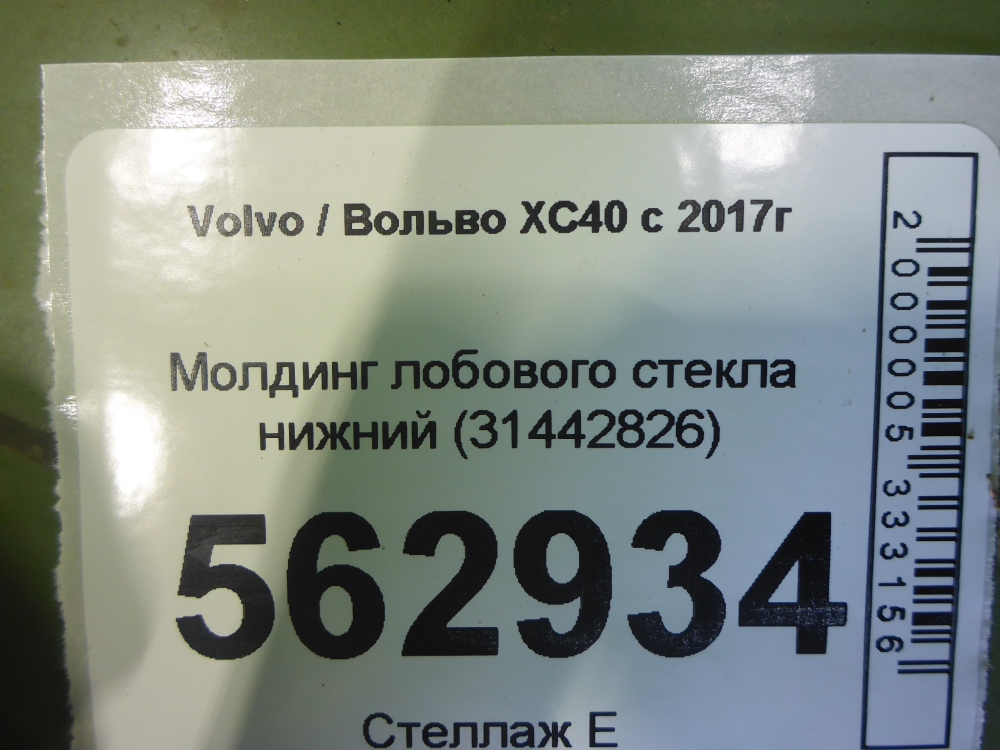 Volvo / Вольво XC40 с 2017г
Молдинг лобового стекла
нижний (31442826)
562934
Стеллаж Е
2000005333156